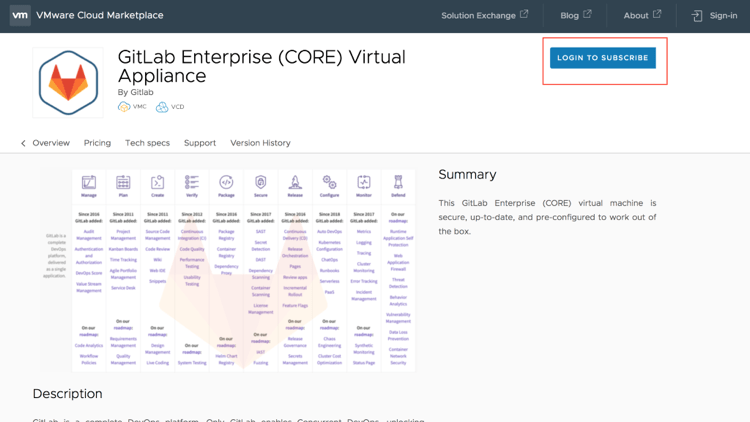 vm VMware Cloud Marketplace
Solution Exchange
Blog
About
Sign-in
GitLab Enterprise (CORE) Virtual
Appliance
By Gitlab
VMC
VCD
LOGIN TO SUBSCRIBE
Overview
Pricing
Tech specs
Support
Version History
GitLab is a
complete
DevOps
platform,
delivered
as a single
application.
Manage
Since 2016
GitLab added:
Audit
Management
Authentication
and
Authorization
DevOps Score
Value Stream
Management
On our
roadmap:
Code Analytics
Workflow
Policies
Plan
Since 2011
GitLab added:
Project
Management
Kanban Boards
Time Tracking
Agile Portfolio
Management
Service Desk
On our
roadmap:
Requirements
Management
Quality
Management
Create
Since 2011
GitLab added:
Source Code
Management
Code Review
Wiki
Web IDE
Snippets
On our
roadmap:
Design
Management
Live Coding
Verify
Since 2012
GitLab added:
Continuous
Integration (CI)
Code Quality
Performance
Testing
Usability
Testing
On our
roadmap:
System Testing
Package
Since 2016
GitLab added:
Package
Registry
Container
Registry
Dependency
Proxy
On our
roadmap:
Helm Chart
Registry
Secure
Since 2017
GitLab added:
SAST
Secret
Detection
DAST
Dependency
Scanning
Container
Scanning
License
Management
On our
roadmap:
IAST
Fuzzing
Release
Since 2016
GitLab added:
Continuous
Delivery (CD)
Release
Orchestration
Pages
Review apps
Incremental
Rollout
Feature Flags
On our
roadmap:
Release
Governance
Secrets
Management
Configure
Since 2018
GitLab added:
Auto DevOps
Kubernetes
Configuration
ChatOps
Runbooks
Serverless
PaaS
On our
roadmap:
Chaos
Engineering
Cluster Cost
Optimization
Monitor
Since 2017
GitLab added:
Metrics
Logging
Tracing
Cluster
Monitoring
Error Tracking
Incident
Management
On our
roadmap:
Synthetic
Monitoring
Status Page
Defend
On our
roadmap:
Runtime
Application Self
Protection
Web
Application
Firewall
Threat
Detection
Behavior
Analytics
Vulnerability
Management
Data Loss
Prevention
Container
Network
Security
Summary
This GitLab Enterprise (CORE) virtual machine is
secure, up-to-date, and pre-configured to work out of
the box.
Description
GitLab is a complete DevOps platform. Only GitLab enables Concurrent DevOps, unlocking